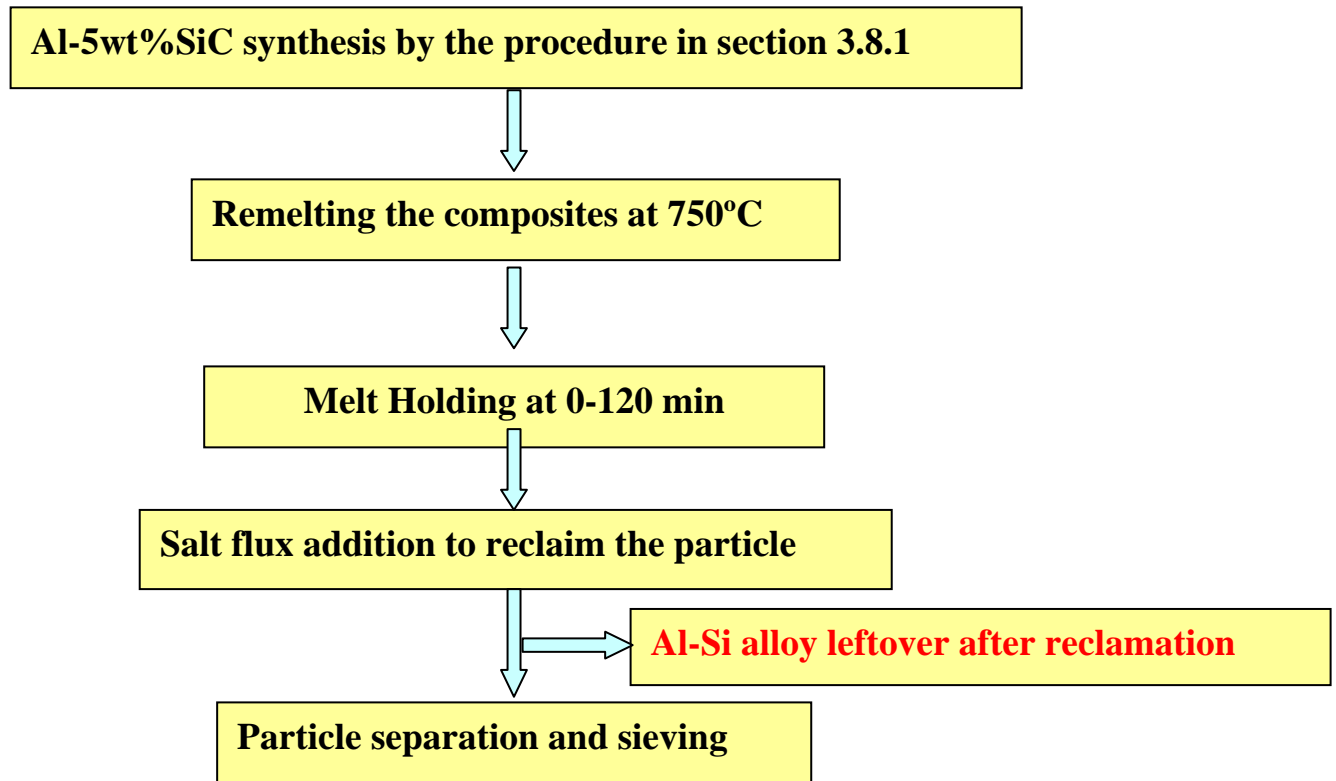 Al-5wt%SiC synthesis by the procedure in section 3.8.1
Remelting the composites at 750ºC
Melt Holding at 0-120 min
Salt flux addition to reclaim the particle
Al-Si alloy leftover after reclamation
Particle separation and sieving